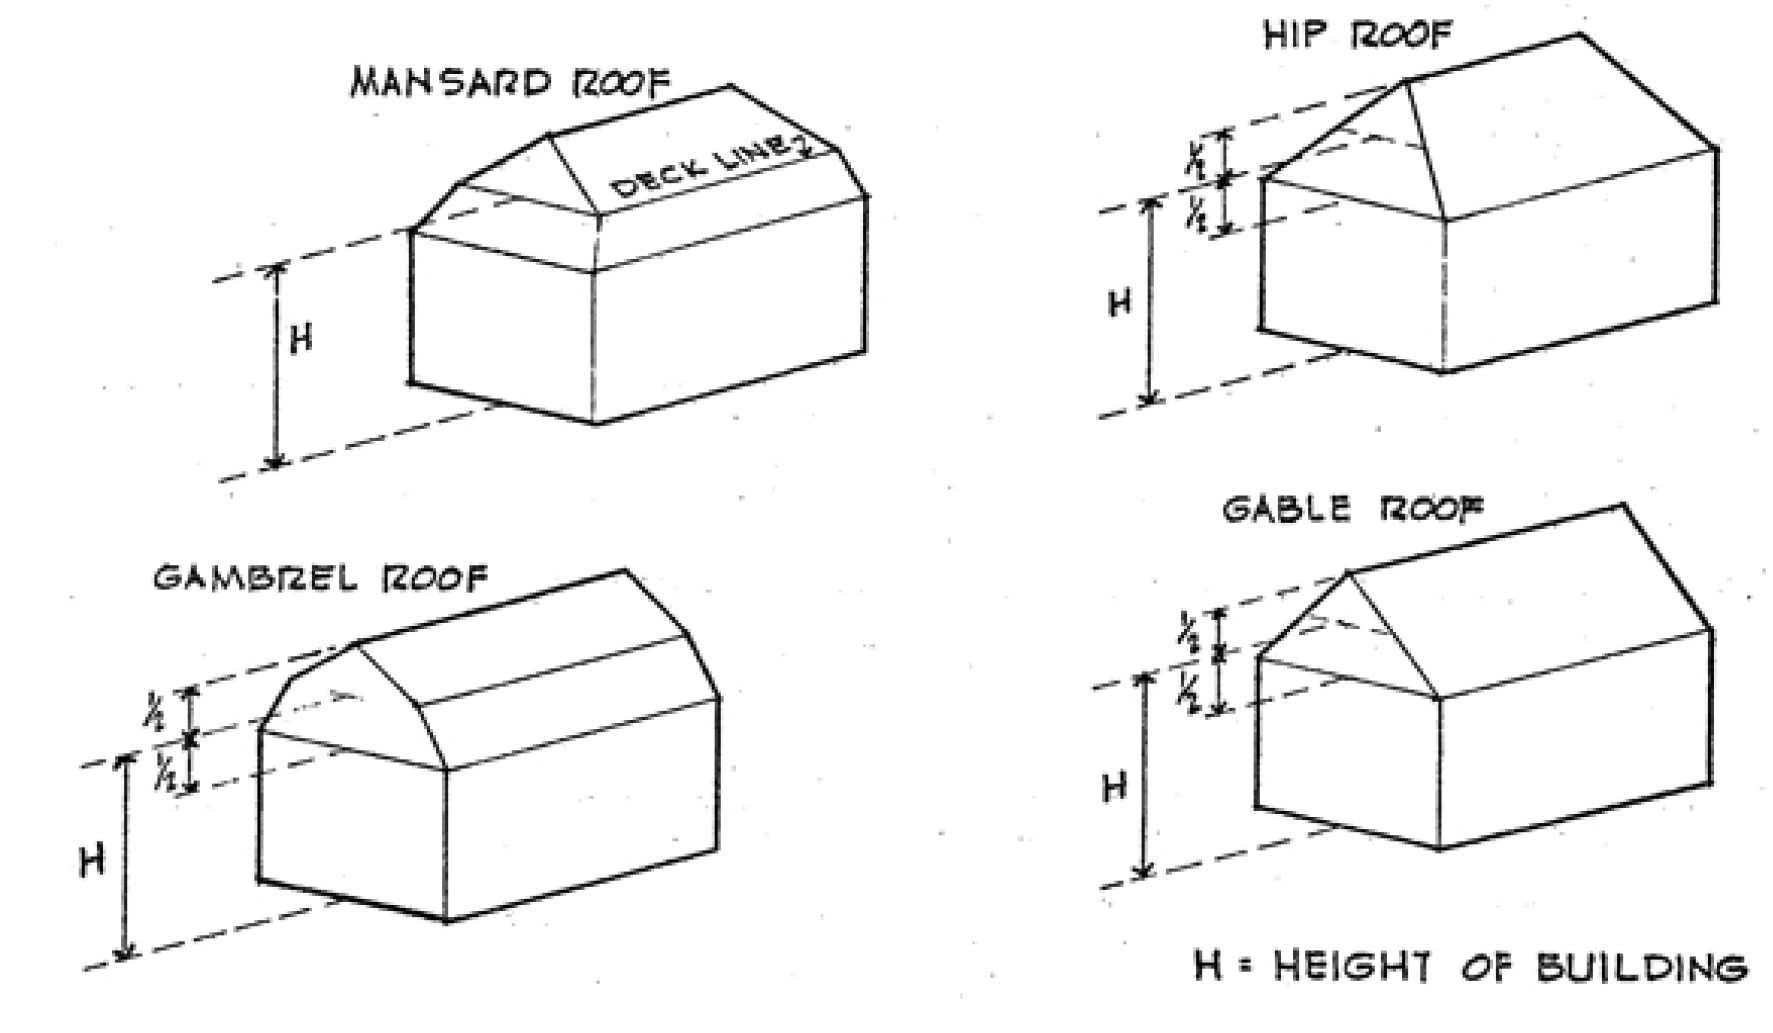 MANSARD ROOF
DECK LINE
H
HIP ROOF
1/2
1/2
H
GAMBREL ROOF
1/2
1/2
H
GABLE ROOF
1/2
1/2
H
H = HEIGHT OF BUILDING